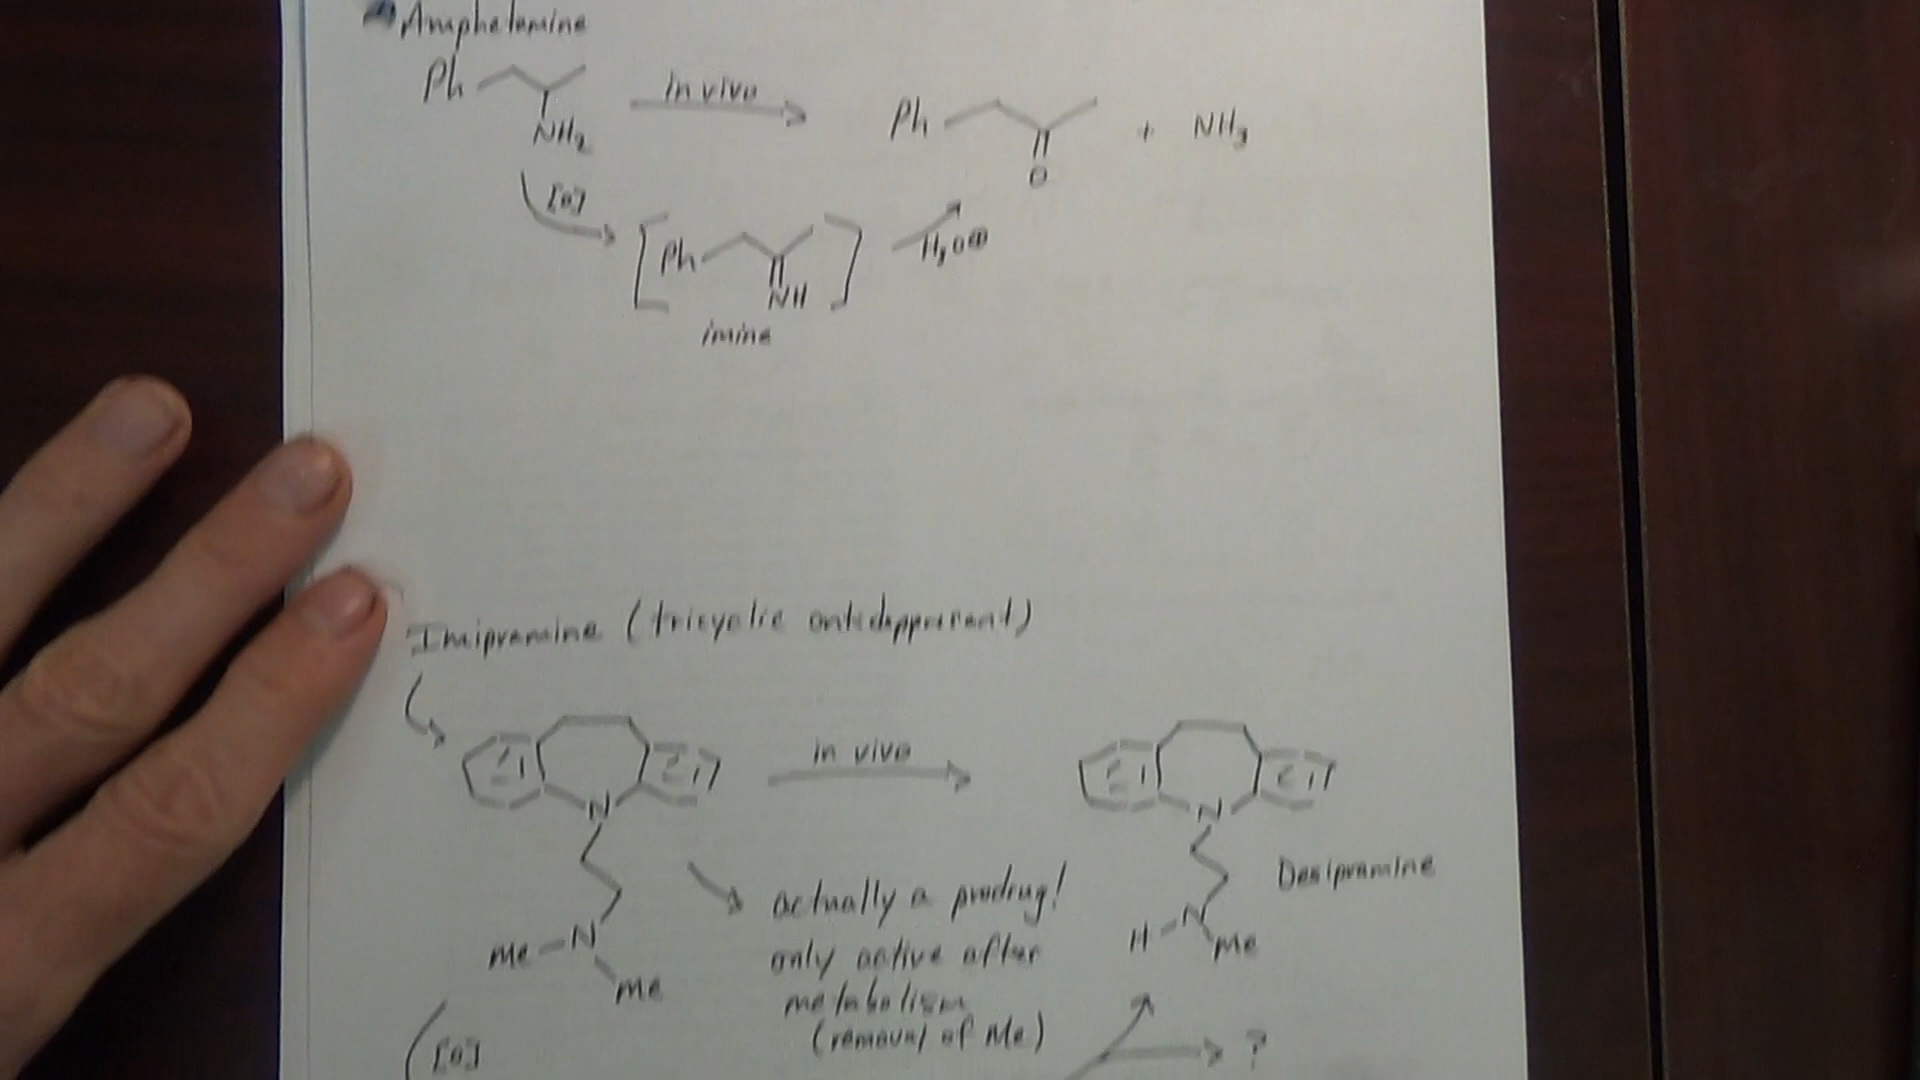 Amphetamine
Ph
NH2
in vivo
Ph
O
+ NH3
[O]
Ph
NH
imine
H3O⊕
Imipramine (tricyclic
N
in vivo
N
Me
N
Me
actually a prodrug!
only active after
metabolism
(removal of Me)
Desipramine
H
N
Me
[O]
?